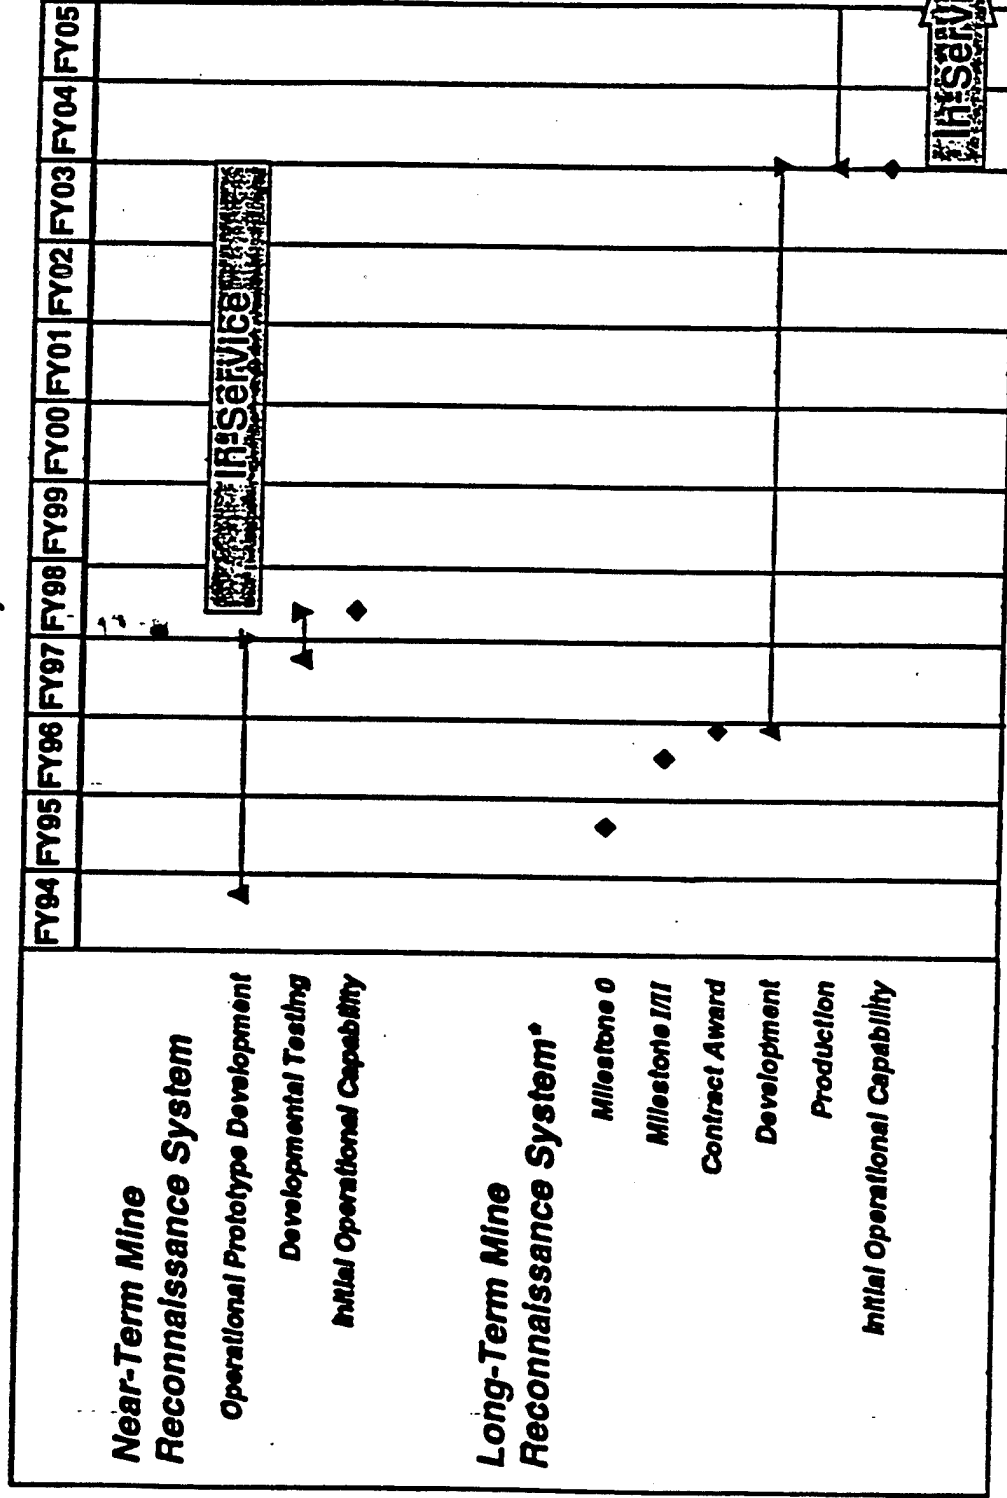 FY94 FY95 FY96 FY97 FY98 FY99 FY00 FY01 FY02 FY03 FY04 FY05
Near-Term Mine
Reconnaissance System
Operational Prototype Development
In-Service
Developmental Testing
Initial Operational Capability
Long-Term Mine
Reconnaissance System*
Milestone 0
Milestone I/II
Contract Award
Development
Production
Initial Operational Capability